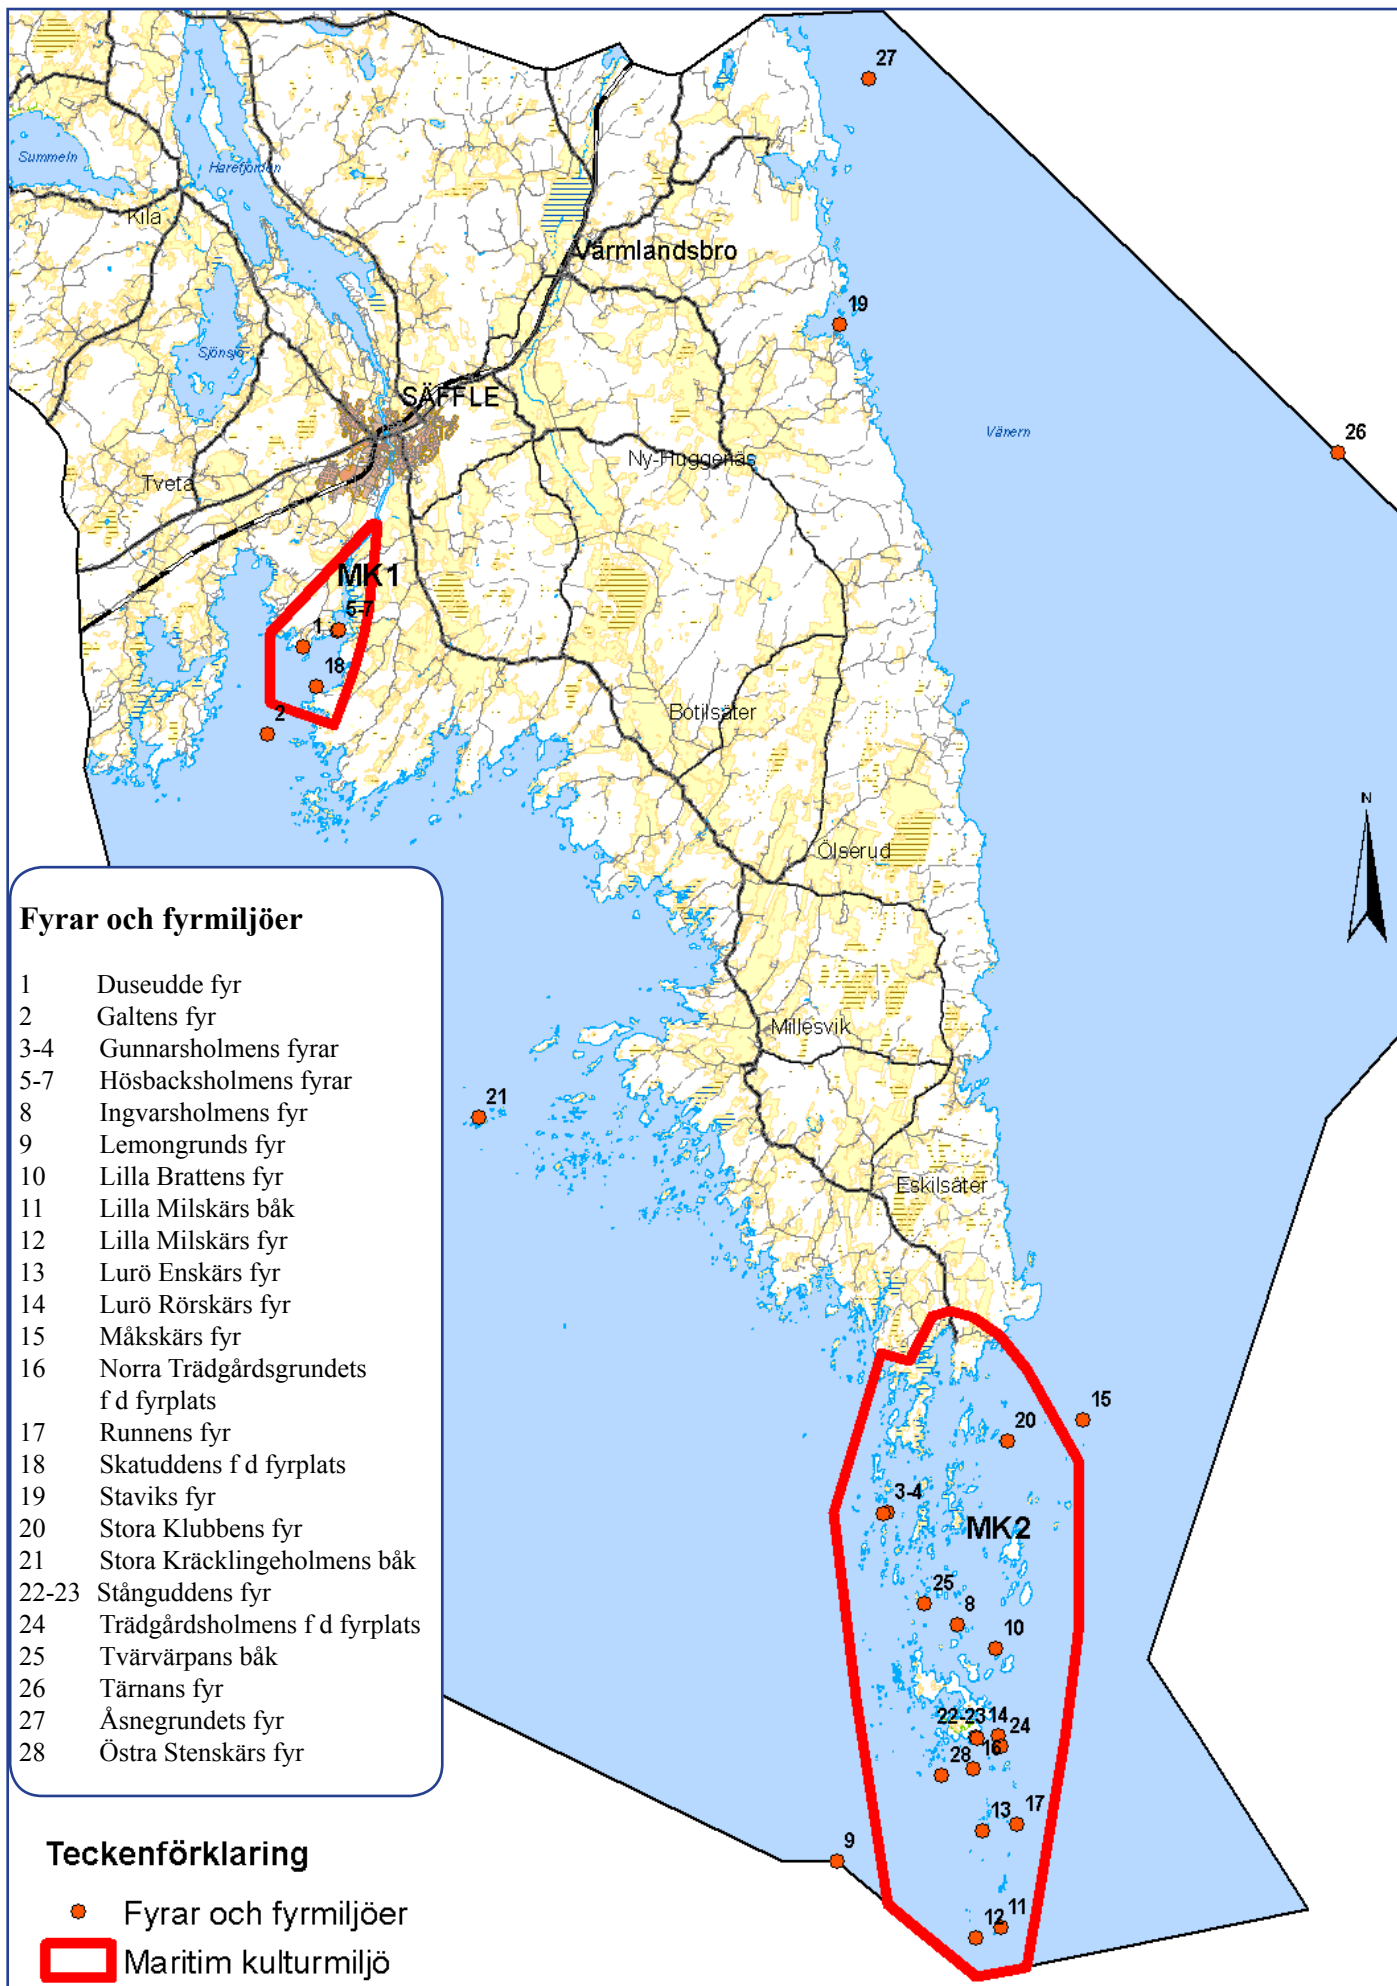 27
Summeln
Harefjorden
Kila
Värmlandsbro
19
Sjönsjö
SÄFFLE
Vänern
26
Ny-Huggenäs
Tveta
MK1
5-7
1
18
2
Botilsäter
N
Ölserud
Millesvik
21
Eskilsäter
15
20
3-4
MK2
25
8
10
22-23
14
24
16
28
13
17
9
11
12
Fyrar och fyrmiljöer
1 Duseudde fyr
2 Galtens fyr
3-4 Gunnarsholmens fyrar
5-7 Hösbacksholmens fyrar
8 Ingvarsholmens fyr
9 Lemongrunds fyr
10 Lilla Brattens fyr
11 Lilla Milskärs båk
12 Lilla Milskärs fyr
13 Lurö Enskärs fyr
14 Lurö Rörskärs fyr
15 Måkskärs fyr
16 Norra Trädgårdsgrundets
f d fyrplats
17 Runnens fyr
18 Skatuddens f d fyrplats
19 Staviks fyr
20 Stora Klubbens fyr
21 Stora Kräcklingeholmens båk
22-23 Stånguddens fyr
24 Trädgårdsholmens f d fyrplats
25 Tvärvärpans båk
26 Tärnans fyr
27 Åsnegrundets fyr
28 Östra Stenskärs fyr
Teckenförklaring
Fyrar och fyrmiljöer
Maritim kulturmiljö